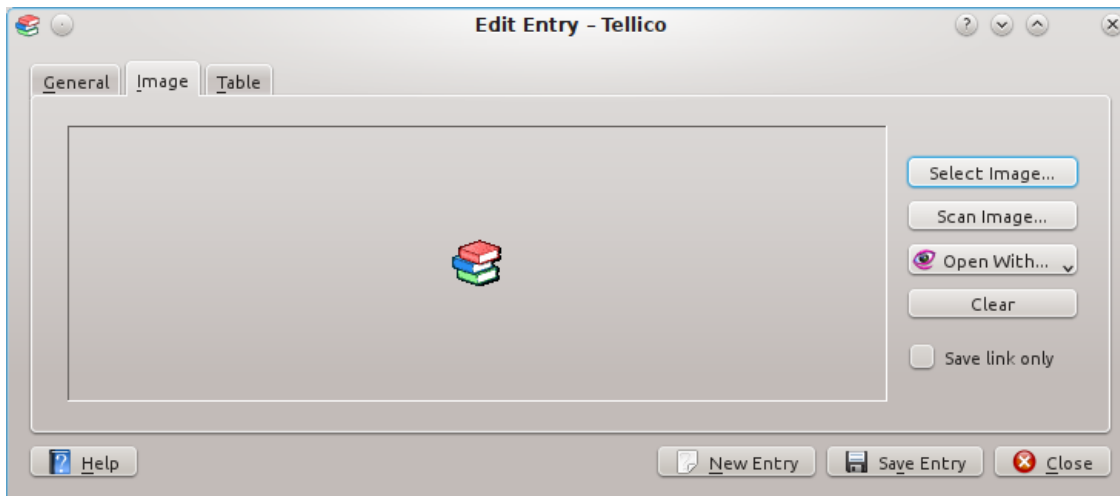 Edit Entry – Tellico
General Image Table
Select Image...
Scan Image...
Open With...
Clear
Save link only
Help New Entry Save Entry Close